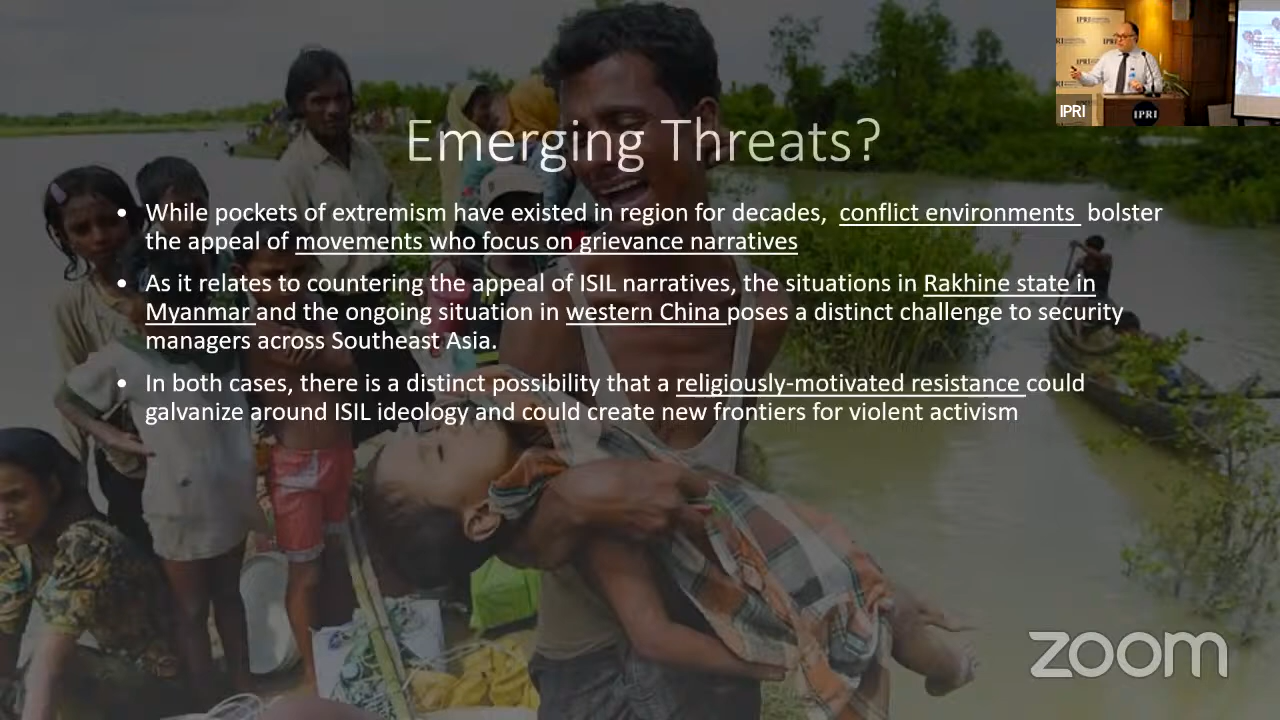 Emerging Threats?
• While pockets of extremism have existed in region for decades, conflict environments bolster
the appeal of movements who focus on grievance narratives
• As it relates to countering the appeal of ISIL narratives, the situations in Rakhine state in
Myanmar and the ongoing situation in western China poses a distinct challenge to security
managers across Southeast Asia.
• In both cases, there is a distinct possibility that a religiously-motivated resistance could
galvanize around ISIL ideology and could create new frontiers for violent activism
IPRI
IPRI
IPRI
IPRI
IPRI
zoom